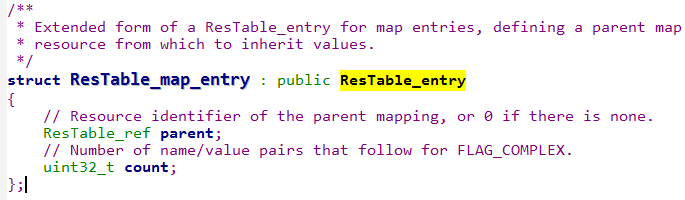 /**
 * Extended form of a ResTable_entry for map entries, defining a parent map
 * resource from which to inherit values.
 */
struct ResTable_map_entry : public ResTable_entry
{
    // Resource identifier of the parent mapping, or 0 if there is none.
    ResTable_ref parent;
    // Number of name/value pairs that follow for FLAG_COMPLEX.
    uint32_t count;
};